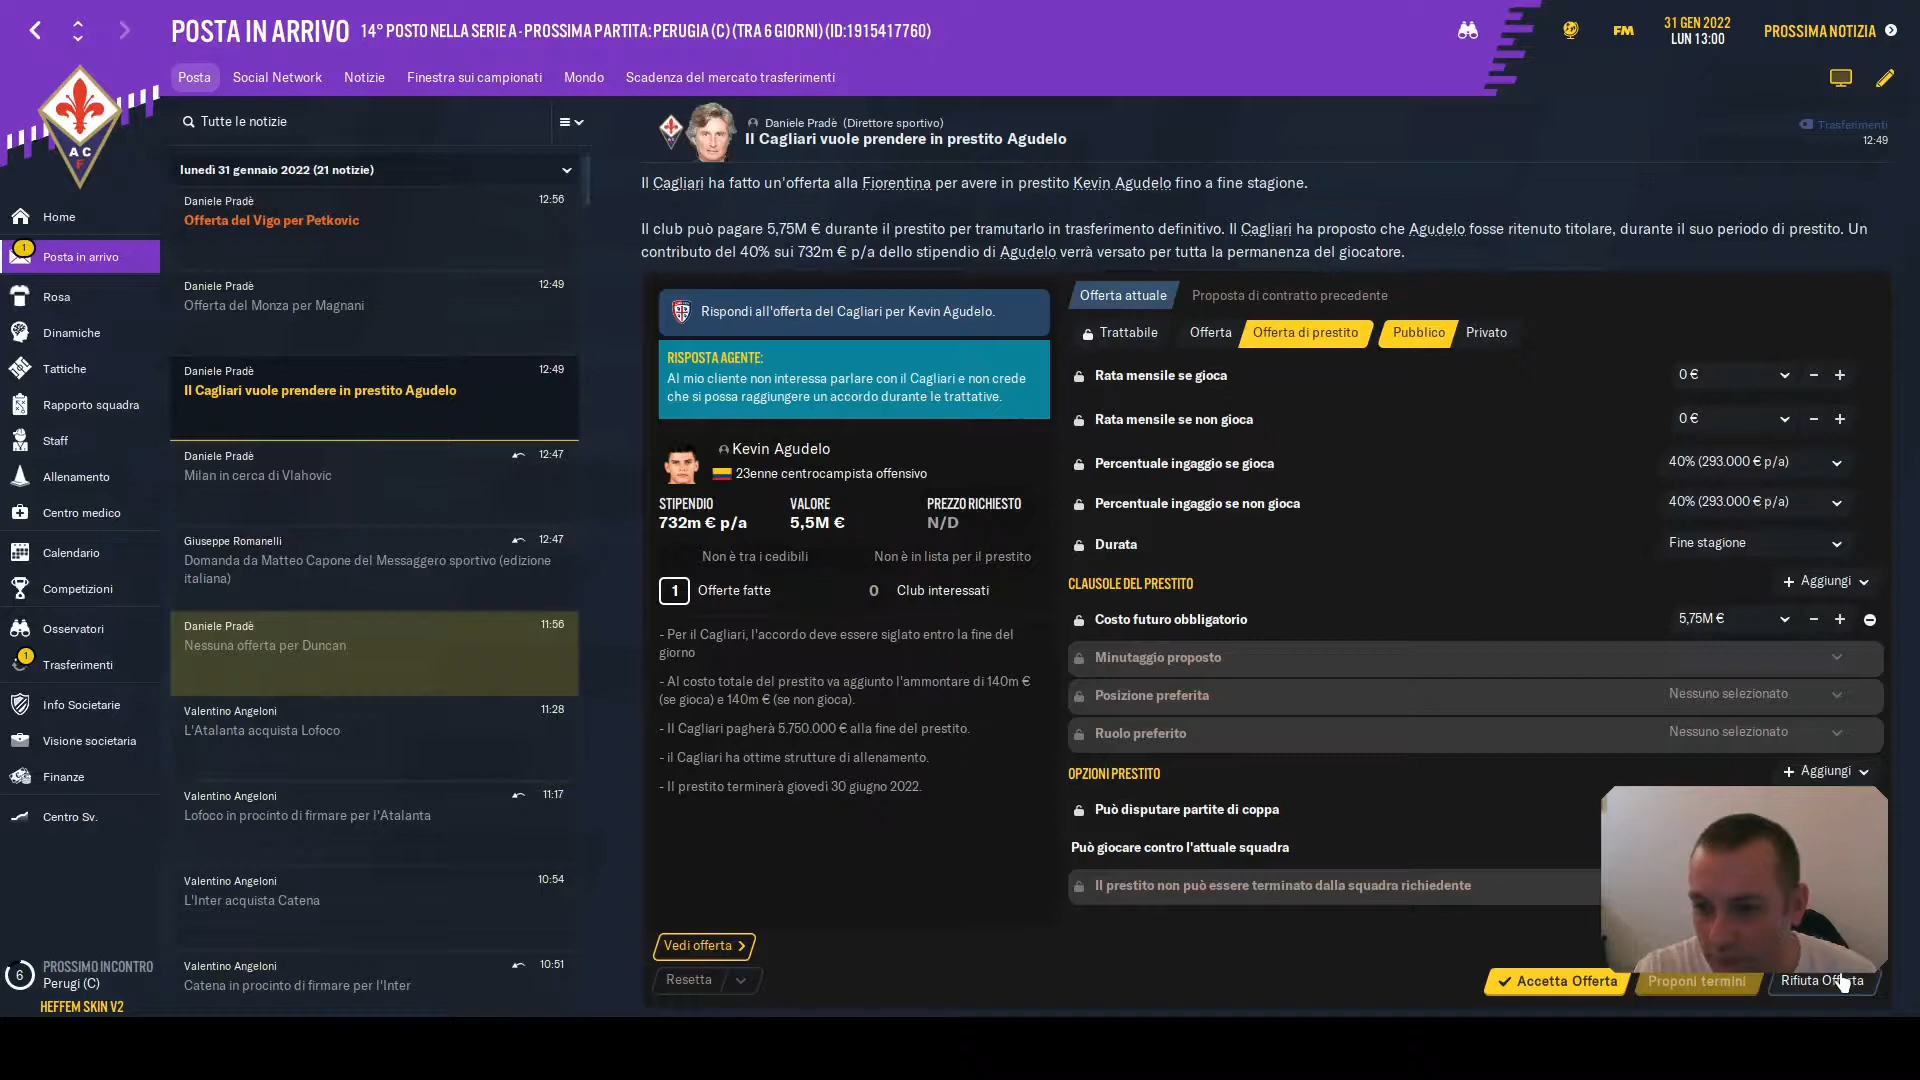 POSTA IN ARRIVO
14° POSTO NELLA SERIE A - PROSSIMA PARTITA: PERUGIA (C) (TRA 6 GIORNI) (ID:1915417760)
FM
31 GEN 2022
LUN 13:00
PROSSIMA NOTIZIA
Posta
Social Network
Notizie
Finestra sui campionati
Mondo
Scadenza del mercato trasferimenti
AC
F
Home
1
Posta in arrivo
Rosa
Dinamiche
Tattiche
Rapporto squadra
Staff
Allenamento
Centro medico
Calendario
Competizioni
Osservatori
1
Trasferimenti
Info Societarie
Visione societaria
Finanze
Centro Sv.
6
PROSSIMO INCONTRO
Perugi (C)
HEFFEM SKIN V2
Tutte le notizie
lunedì 31 gennaio 2022 (21 notizie)
Daniele Pradè 12:56
Offerta del Vigo per Petkovic
Daniele Pradè 12:49
Offerta del Monza per Magnani
Daniele Pradè 12:49
Il Cagliari vuole prendere in prestito Agudelo
Daniele Pradè 12:47
Milan in cerca di Vlahovic
Giuseppe Romanelli 12:47
Domanda da Matteo Capone del Messaggero sportivo (edizione
italiana)
Daniele Pradè 11:56
Nessuna offerta per Duncan
Valentino Angeloni 11:28
L'Atalanta acquista Lofoco
Valentino Angeloni 11:17
Lofoco in procinto di firmare per l'Atalanta
Valentino Angeloni 10:54
L'Inter acquista Catena
Valentino Angeloni 10:51
Catena in procinto di firmare per l'Inter
Daniele Pradè (Direttore sportivo)
Il Cagliari vuole prendere in prestito Agudelo
Trasferimenti
12:49
Il Cagliari ha fatto un'offerta alla Fiorentina per avere in prestito Kevin Agudelo fino a fine stagione.
Il club può pagare 5,75M € durante il prestito per tramutarlo in trasferimento definitivo. Il Cagliari ha proposto che Agudelo fosse ritenuto titolare, durante il suo periodo di prestito. Un
contributo del 40% sui 732m € p/a dello stipendio di Agudelo verrà versato per tutta la permanenza del giocatore.
Rispondi all'offerta del Cagliari per Kevin Agudelo.
RISPOSTA AGENTE:
Al mio cliente non interessa parlare con il Cagliari e non crede
che si possa raggiungere un accordo durante le trattative.
Kevin Agudelo
23enne centrocampista offensivo
STIPENDIO VALORE PREZZO RICHIESTO
732m € p/a 5,5M € N/D
Non è tra i cedibili Non è in lista per il prestito
1 Offerte fatte 0 Club interessati
- Per il Cagliari, l'accordo deve essere siglato entro la fine del
giorno
- Al costo totale del prestito va aggiunto l'ammontare di 140m €
(se gioca) e 140m € (se non gioca).
- Il Cagliari pagherà 5.750.000 € alla fine del prestito.
- il Cagliari ha ottime strutture di allenamento.
- Il prestito terminerà giovedì 30 giugno 2022.
Vedi offerta
Resetta
Offerta attuale Proposta di contratto precedente
Trattabile Offerta Offerta di prestito Pubblico Privato
Rata mensile se gioca 0 €
Rata mensile se non gioca 0 €
Percentuale ingaggio se gioca 40% (293.000 € p/a)
Percentuale ingaggio se non gioca 40% (293.000 € p/a)
Durata Fine stagione
CLAUSOLE DEL PRESTITO Aggiungi
Costo futuro obbligatorio 5,75M €
Minutaggio proposto
Posizione preferita Nessuno selezionato
Ruolo preferito Nessuno selezionato
OPZIONI PRESTITO Aggiungi
Può disputare partite di coppa
Può giocare contro l'attuale squadra
Il prestito non può essere terminato dalla squadra richiedente
Accetta Offerta Proponi termini Rifiuta Offerta